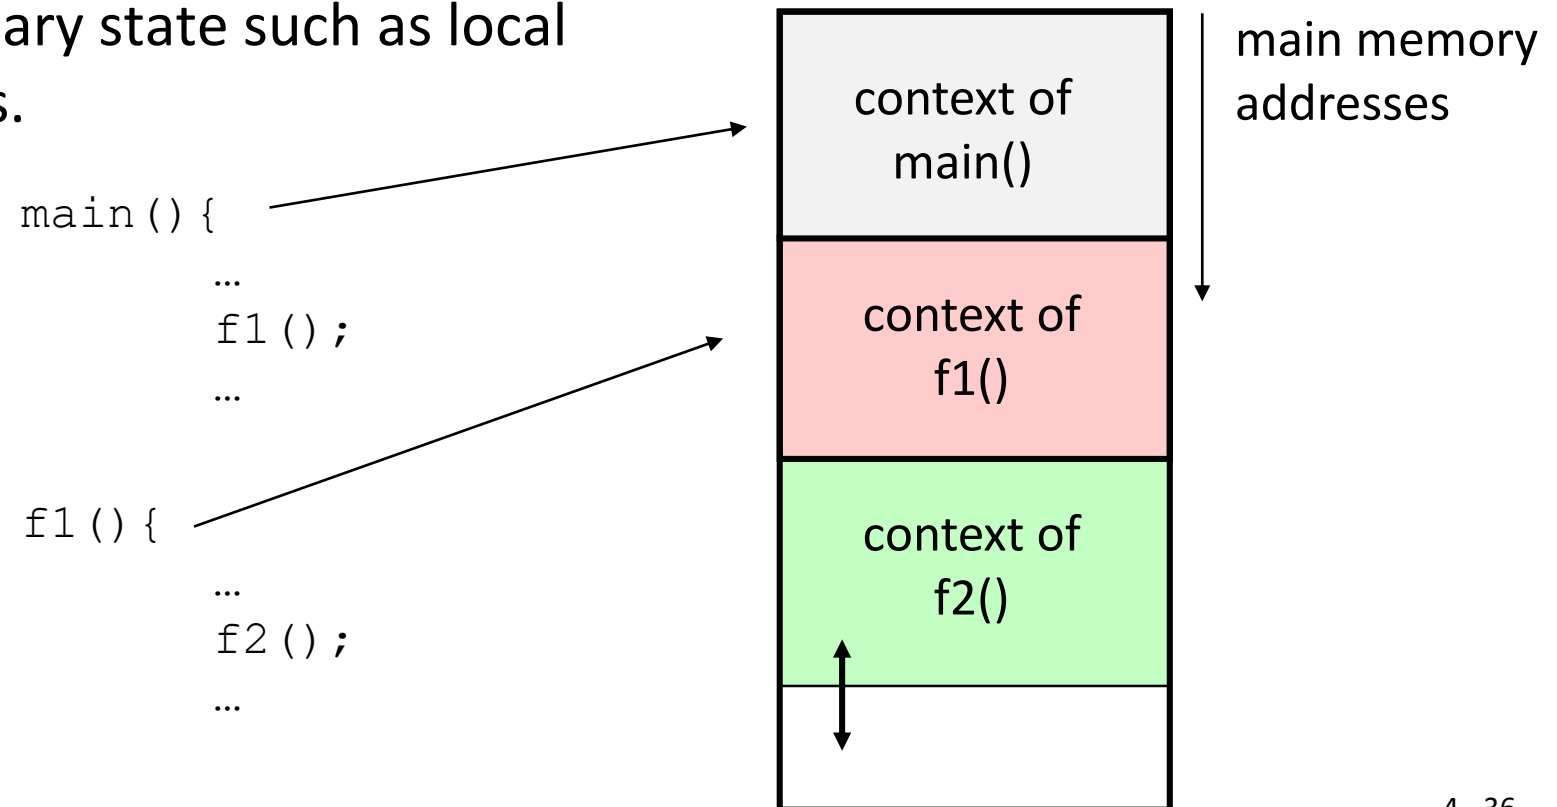 ary state such as local
s.
main(){
…
f1();
…
f1(){
…
f2();
…
context of
main()
context of
f1()
context of
f2()
main memory
addresses